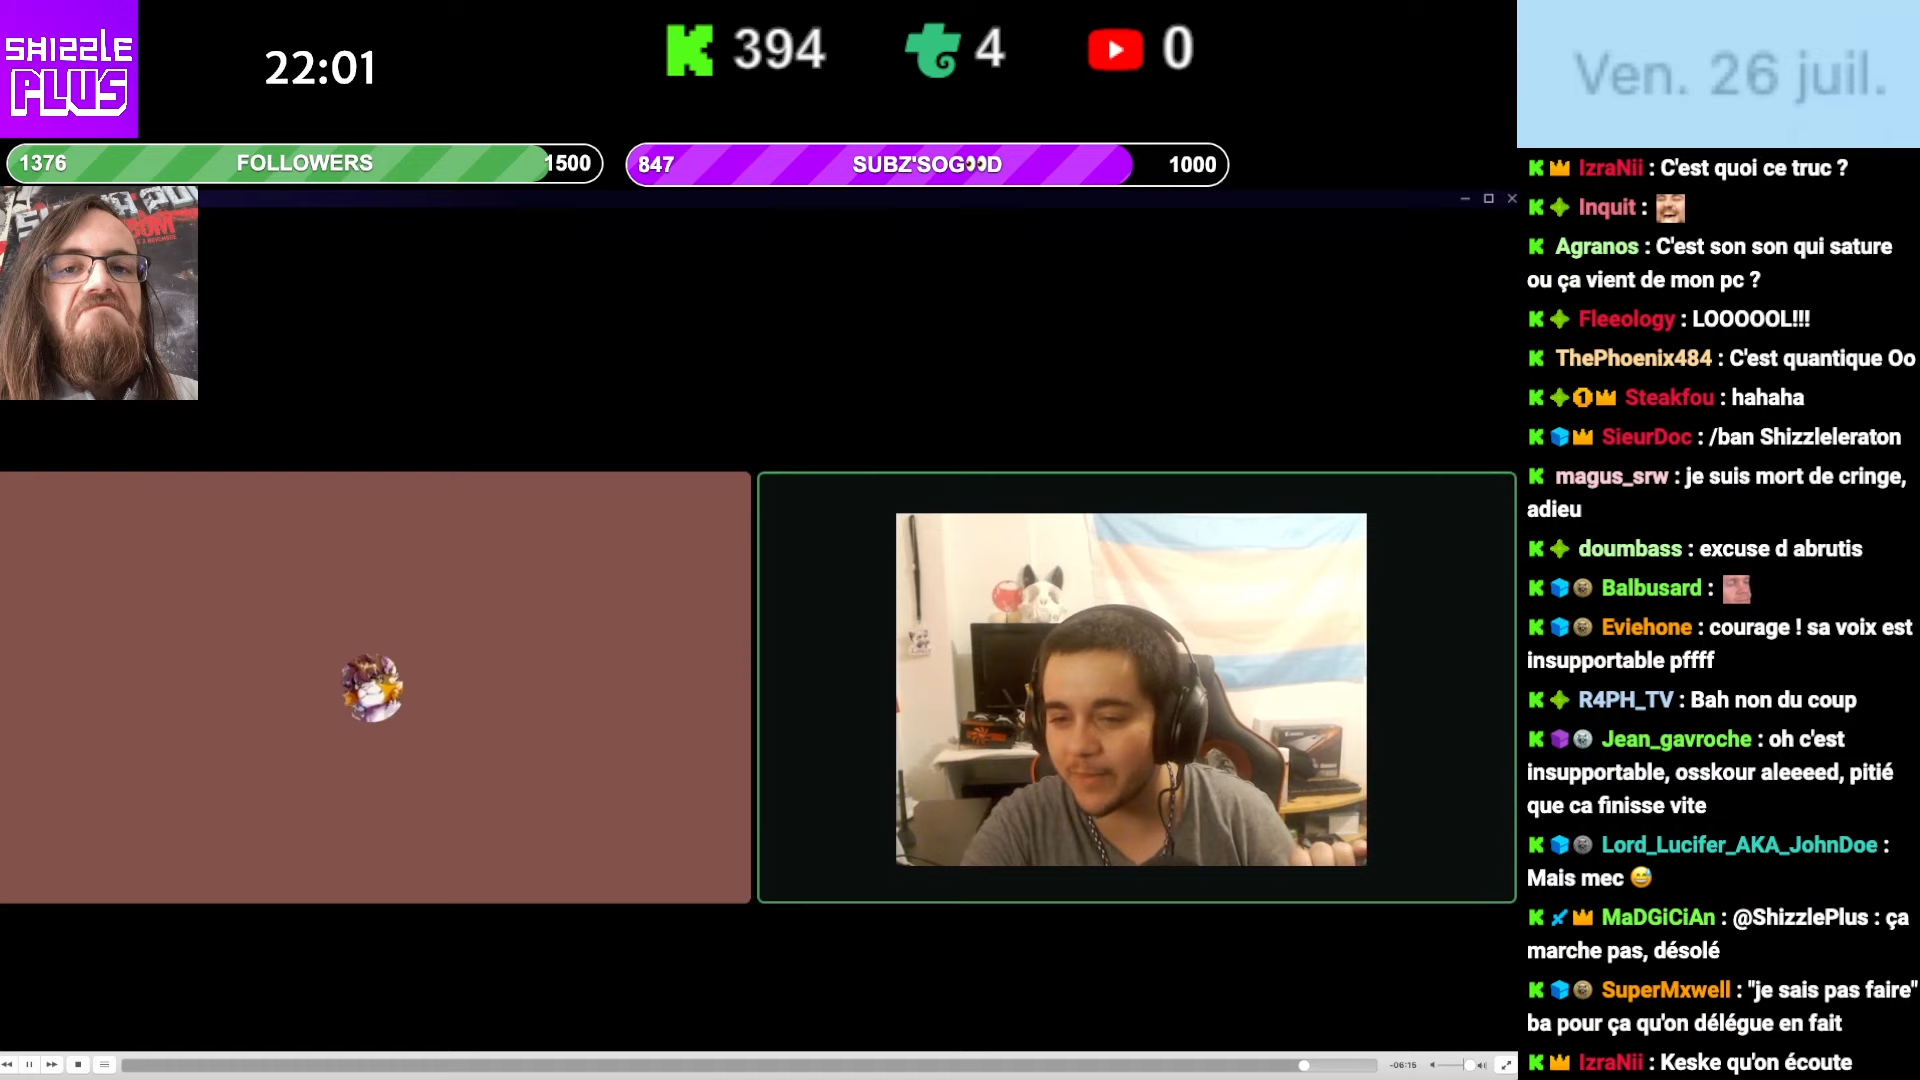 SHIZZLE
PLUS
22:01
394
4
0
Ven. 26 juil.
1376
FOLLOWERS
1500
847
SUBZ'SOG👀D
1000
IzraNii : C'est quoi ce truc ?
Inquit :
Agranos : C'est son son qui sature
ou ça vient de mon pc ?
Fleeology : LOOOOOL!!!
ThePhoenix484 : C'est quantique Oo
Steakfou : hahaha
SieurDoc : /ban Shizzleleraton
magus_srw : je suis mort de cringe,
adieu
doumbass : excuse d abrutis
Balbusard :
Eviehone : courage ! sa voix est
insupportable pffff
R4PH_TV : Bah non du coup
Jean_gavroche : oh c'est
insupportable, osskour aleeeed, pitié
que ca finisse vite
Lord_Lucifer_AKA_JohnDoe :
Mais mec 😅
MaDGiCiAn : @ShizzlePlus : ça
marche pas, désolé
SuperMxwell : "je sais pas faire"
ba pour ça qu'on délégue en fait
IzraNii : Keske qu'on écoute
-06:15